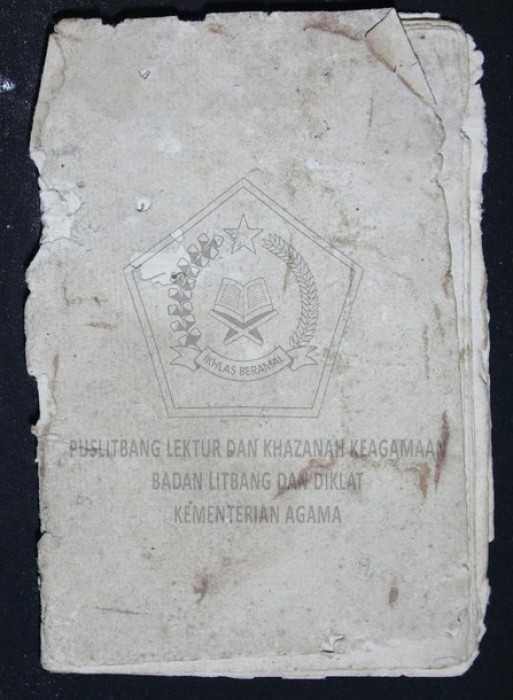 IKHLAS BERAMAL
PUSLITBANG LEKTUR DAN KHAZANAH KEAGAMAAN
BADAN LITBANG DAN DIKLAT
KEMENTERIAN AGAMA